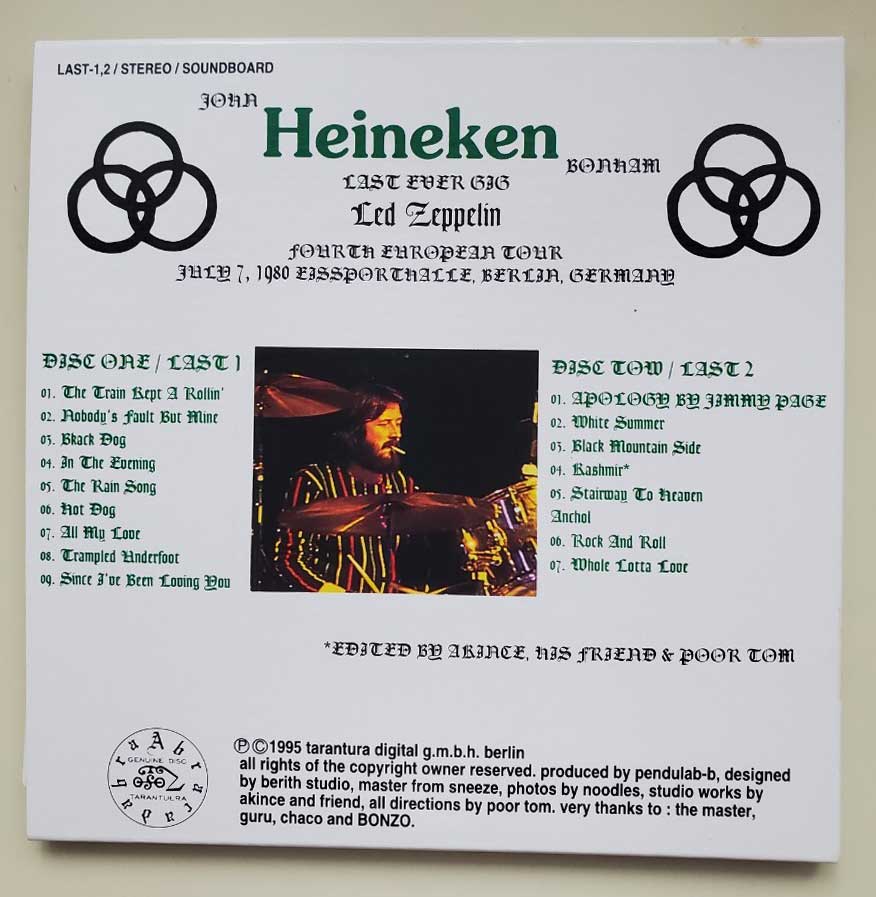 LAST-1,2 / STEREO / SOUNDBOARD
JOHN
Heineken
BONHAM
LAST EVER GIG
Led Zeppelin
FOURTH EUROPEAN TOUR
JULY 7, 1980 EISSPORTHALLE, BERLIN, GERMANY
DISC ONE / LAST 1
01. The Train Kept A Rollin'
02. Nobody's Fault But Mine
03. Bkack Dog
04. In The Evening
05. The Rain Song
06. Hot Dog
07. All My Love
08. Trampled Underfoot
09. Since I've Been Loving You
DISC TOW / LAST 2
01. APOLOGY BY JIMMY PAGE
02. White Summer
03. Black Mountain Side
04. Kashmir*
05. Stairway To Heaven
Anchol
06. Rock And Roll
07. Whole Lotta Love
*EDITED BY AKINCE, HIS FRIEND & POOR TOM
GENUINE DISC
TARANTULRA
℗©1995 tarantura digital g.m.b.h. berlin
all rights of the copyright owner reserved. produced by pendulab-b, designed
by berith studio, master from sneeze, photos by noodles, studio works by
akince and friend, all directions by poor tom. very thanks to : the master,
guru, chaco and BONZO.